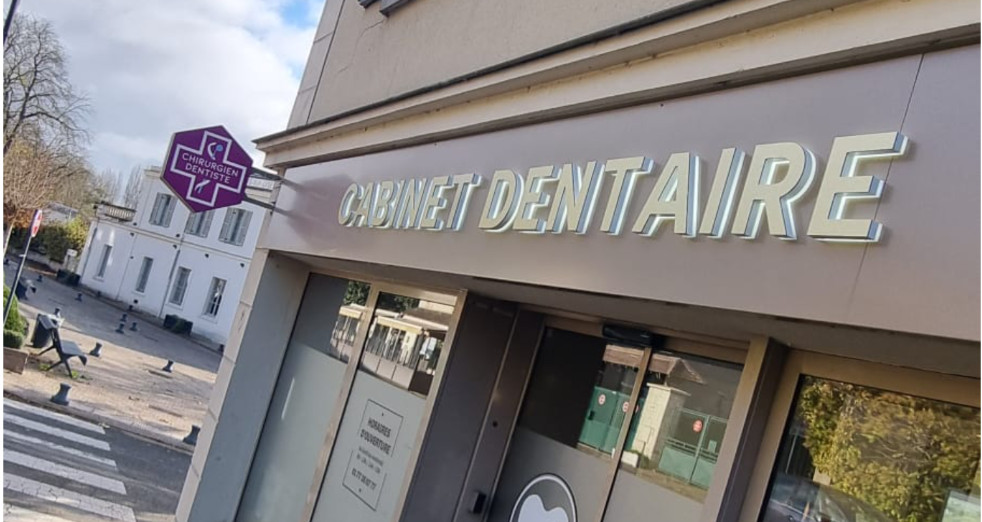 CHIRURGIEN
DENTISTE
CABINET DENTAIRE
HORAIRES
D'OUVERTURE